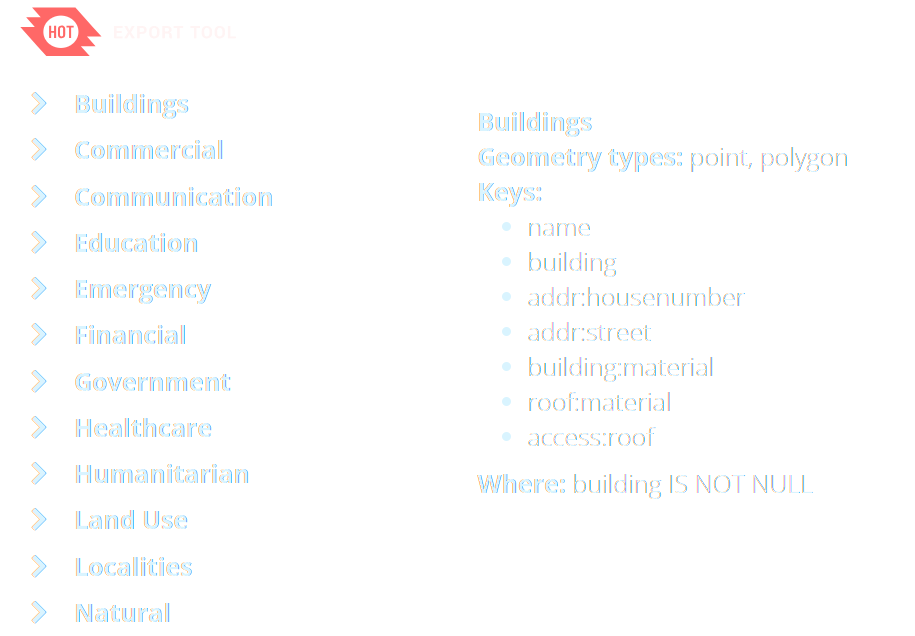 HOT EXPORT TOOL
Buildings
Commercial
Communication
Education
Emergency
Financial
Government
Healthcare
Humanitarian
Land Use
Localities
Natural
Buildings
Geometry types: point, polygon
Keys:
name
building
addr:housenumber
addr:street
building:material
roof:material
access:roof
Where: building IS NOT NULL